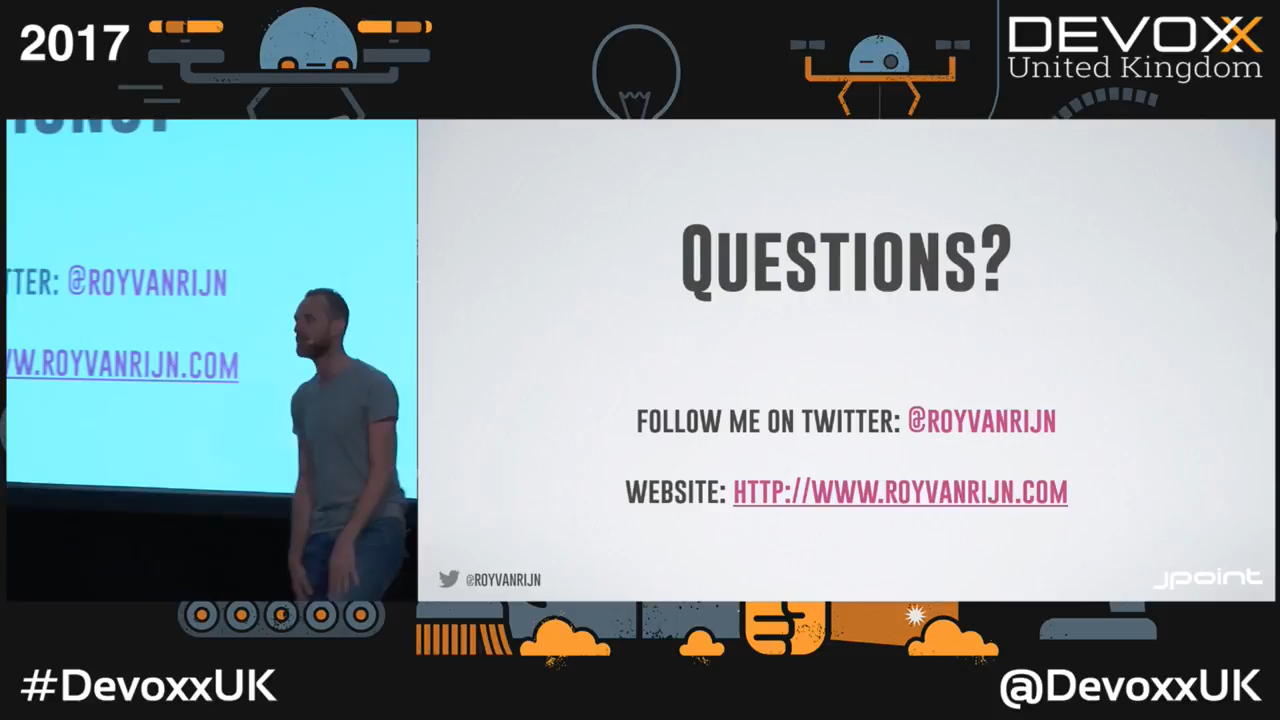 2017
DEVOXX
United Kingdom
TTER: @ROYVANRIJN
WW.ROYVANRIJN.COM
QUESTIONS?
FOLLOW ME ON TWITTER: @ROYVANRIJN
WEBSITE: HTTP://WWW.ROYVANRIJN.COM
@ROYVANRIJN
JPOINT
#DevoxxUK
@DevoxxUK